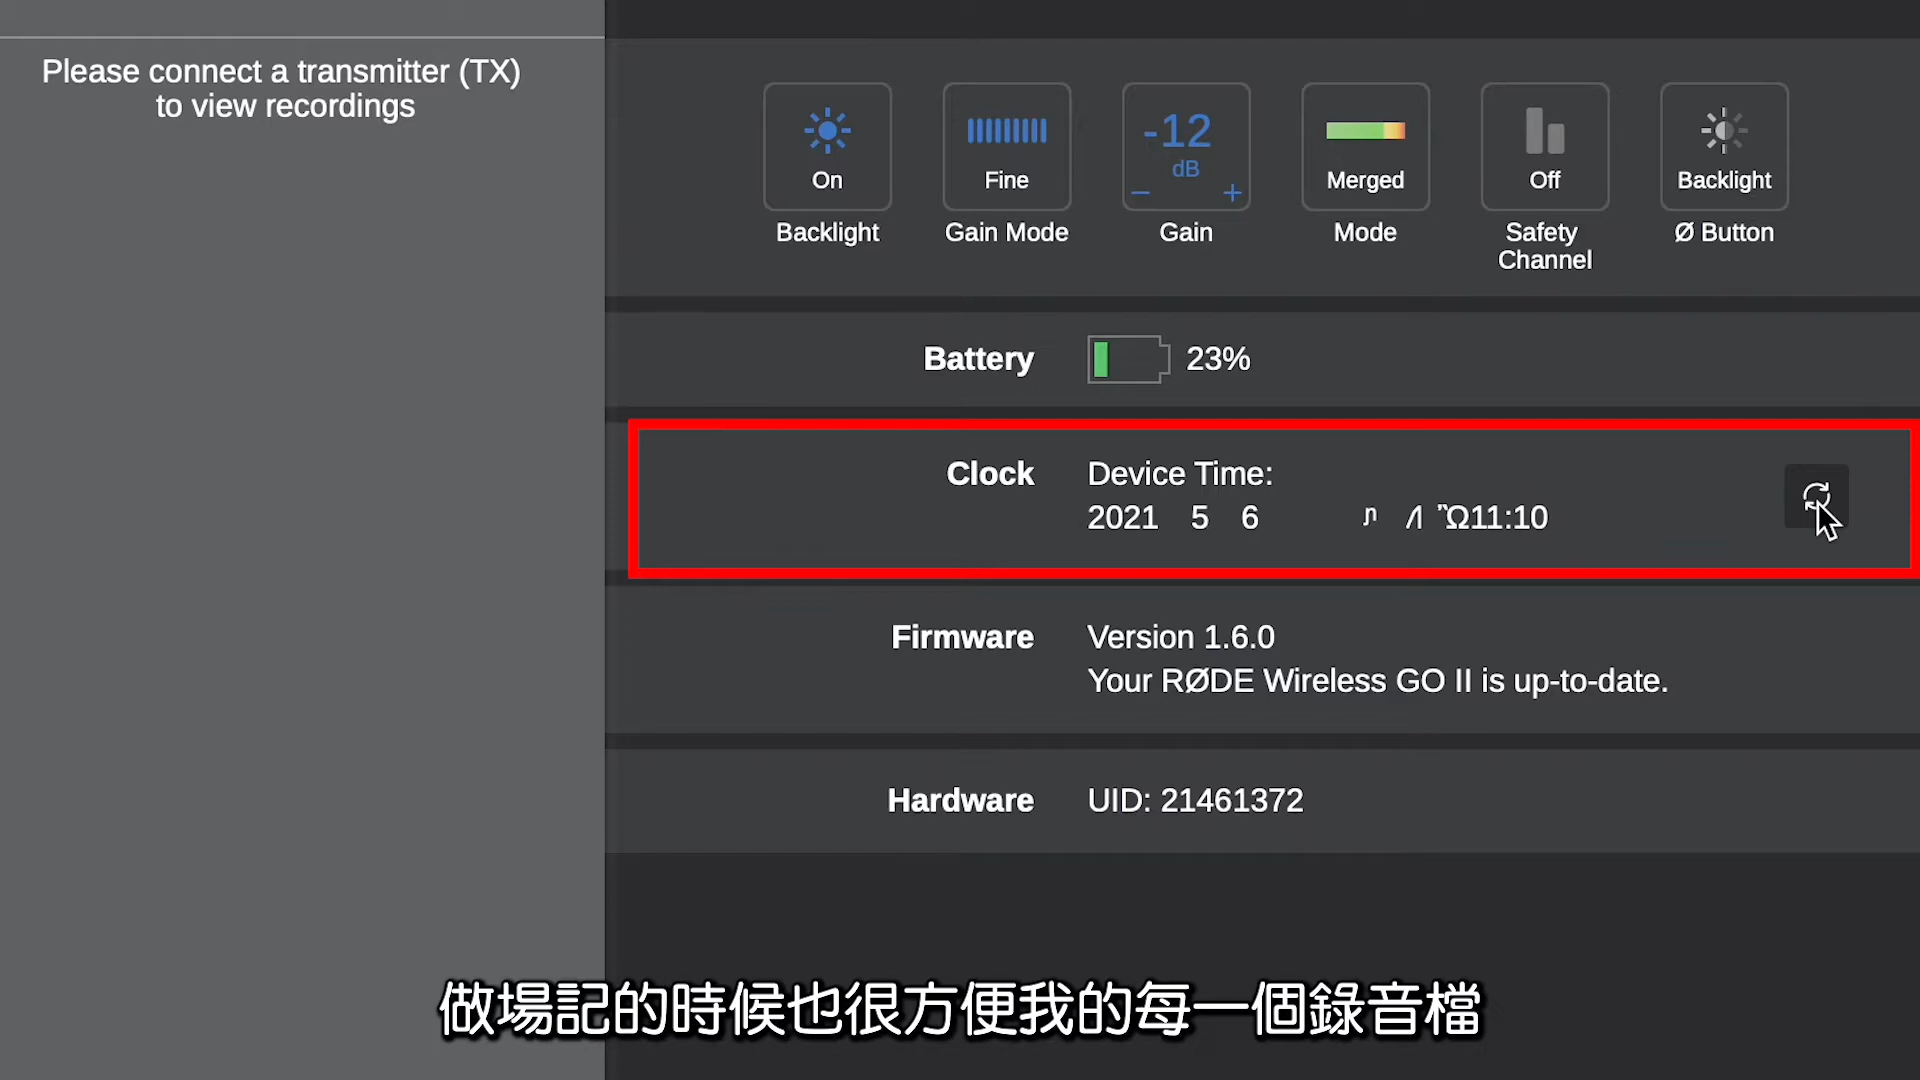 Please connect a transmitter (TX)
to view recordings
On
Backlight
Fine
Gain Mode
-12
dB
− +
Gain
Merged
Mode
Off
Safety
Channel
Backlight
Ø Button
Battery 23%
Clock Device Time:
2021 5 6 11:10
Firmware Version 1.6.0
Your RØDE Wireless GO II is up-to-date.
Hardware UID: 21461372
做場記的時候也很方便我的每一個錄音檔